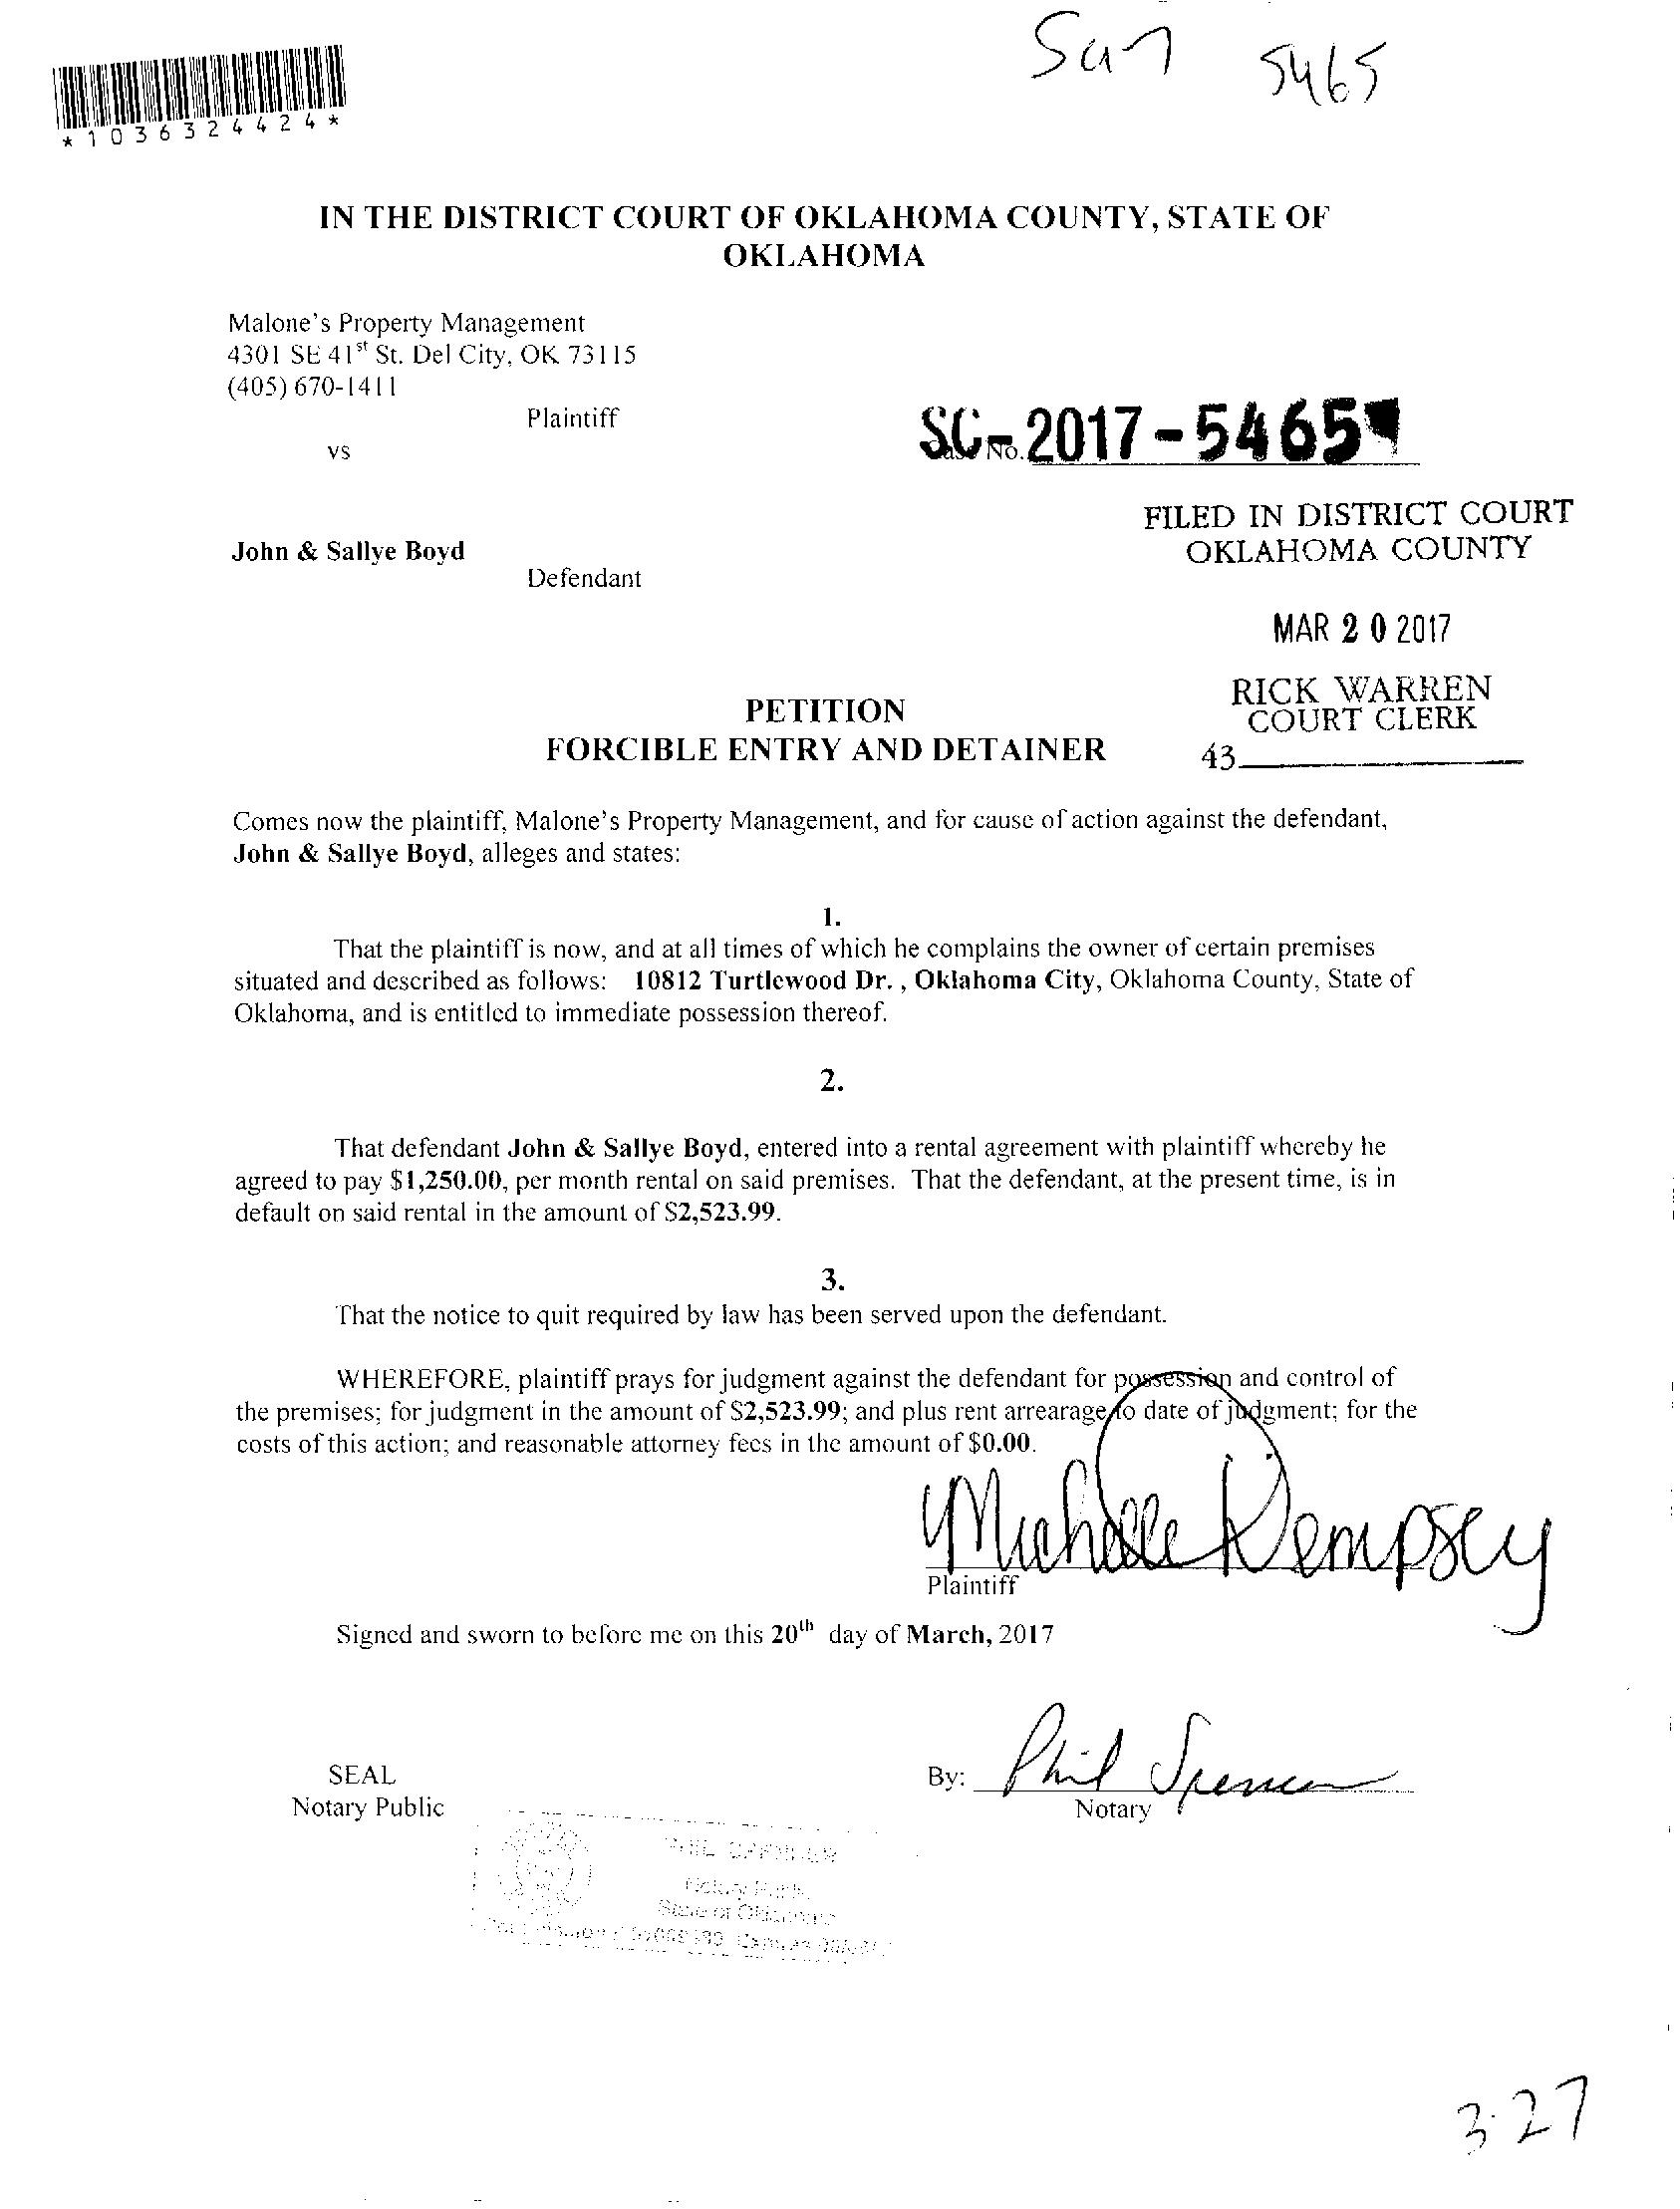 SC17 5465
*1036324424*
IN THE DISTRICT COURT OF OKLAHOMA COUNTY, STATE OF
OKLAHOMA
Malone's Property Management
4301 SE 41st St. Del City, OK 73115
(405) 670-1411
Plaintiff
vs
SC-2017-5465
No.
FILED IN DISTRICT COURT
OKLAHOMA COUNTY
John & Sallye Boyd
Defendant
MAR 20 2017
RICK WARREN
COURT CLERK
43
PETITION
FORCIBLE ENTRY AND DETAINER
Comes now the plaintiff, Malone's Property Management, and for cause of action against the defendant,
John & Sallye Boyd, alleges and states:
1.
That the plaintiff is now, and at all times of which he complains the owner of certain premises
situated and described as follows: 10812 Turtlewood Dr. , Oklahoma City, Oklahoma County, State of
Oklahoma, and is entitled to immediate possession thereof.
2.
That defendant John & Sallye Boyd, entered into a rental agreement with plaintiff whereby he
agreed to pay $1,250.00, per month rental on said premises. That the defendant, at the present time, is in
default on said rental in the amount of $2,523.99.
3.
That the notice to quit required by law has been served upon the defendant.
WHEREFORE, plaintiff prays for judgment against the defendant for possession and control of
the premises; for judgment in the amount of $2,523.99; and plus rent arrearage to date of judgment; for the
costs of this action; and reasonable attorney fees in the amount of $0.00.
Michelle Dempsey
Plaintiff
Signed and sworn to before me on this 20th day of March, 2017
SEAL
Notary Public
By: Phil Spencer
Notary
Notary Public
State of Oklahoma
3-27